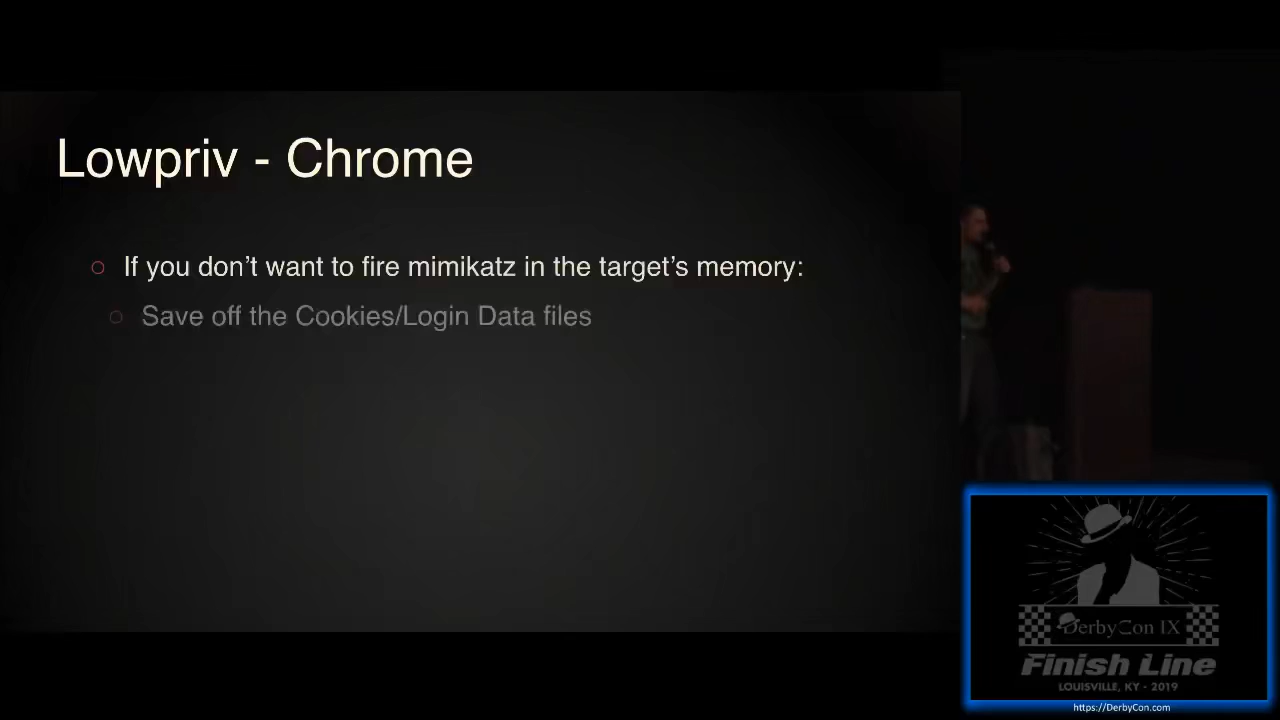 Lowpriv - Chrome
If you don't want to fire mimikatz in the target's memory:
Save off the Cookies/Login Data files
DerbyCon IX
Finish Line
LOUISVILLE, KY - 2019
https://DerbyCon.com